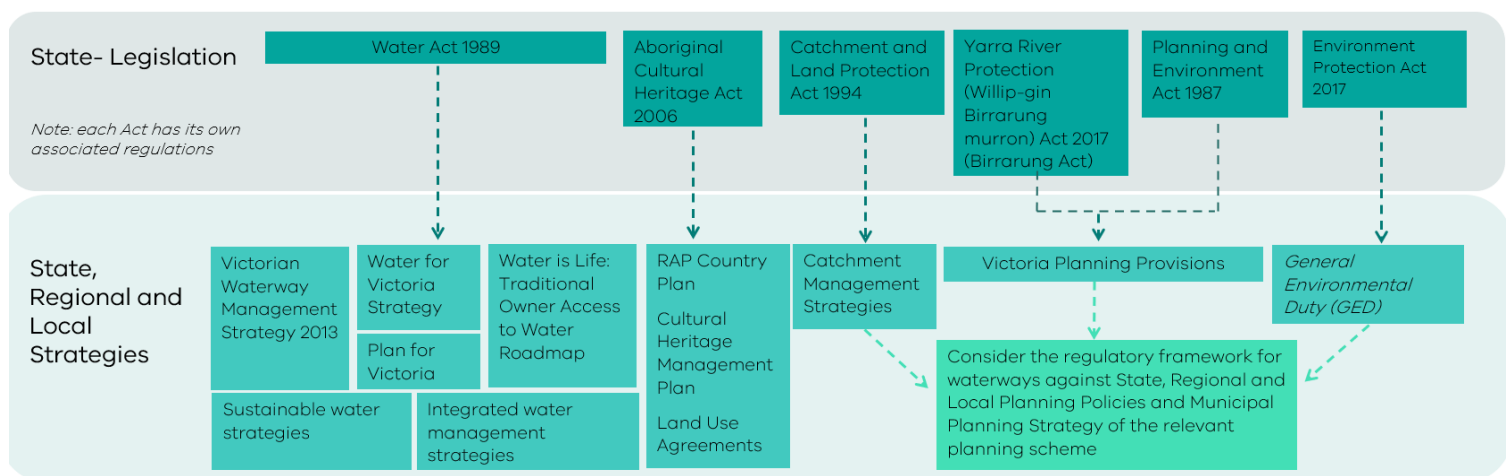 State- Legislation
Note: each Act has its own
associated regulations
Water Act 1989
Aboriginal
Cultural
Heritage Act
2006
Catchment and
Land Protection
Act 1994
Yarra River
Protection
(Willip-gin
Birrarung
murron) Act 2017
(Birrarung Act)
Planning and
Environment
Act 1987
Environment
Protection Act
2017
State,
Regional and
Local
Strategies
Victorian
Waterway
Management
Strategy 2013
Water for
Victoria
Strategy
Plan for
Victoria
Water is Life:
Traditional
Owner Access
to Water
Roadmap
Sustainable water
strategies
Integrated water
management
strategies
RAP Country
Plan
Cultural
Heritage
Management
Plan
Land Use
Agreements
Catchment
Management
Strategies
Victoria Planning Provisions
General
Environmental
Duty (GED)
Consider the regulatory framework for
waterways against State, Regional and
Local Planning Policies and Municipal
Planning Strategy of the relevant
planning scheme